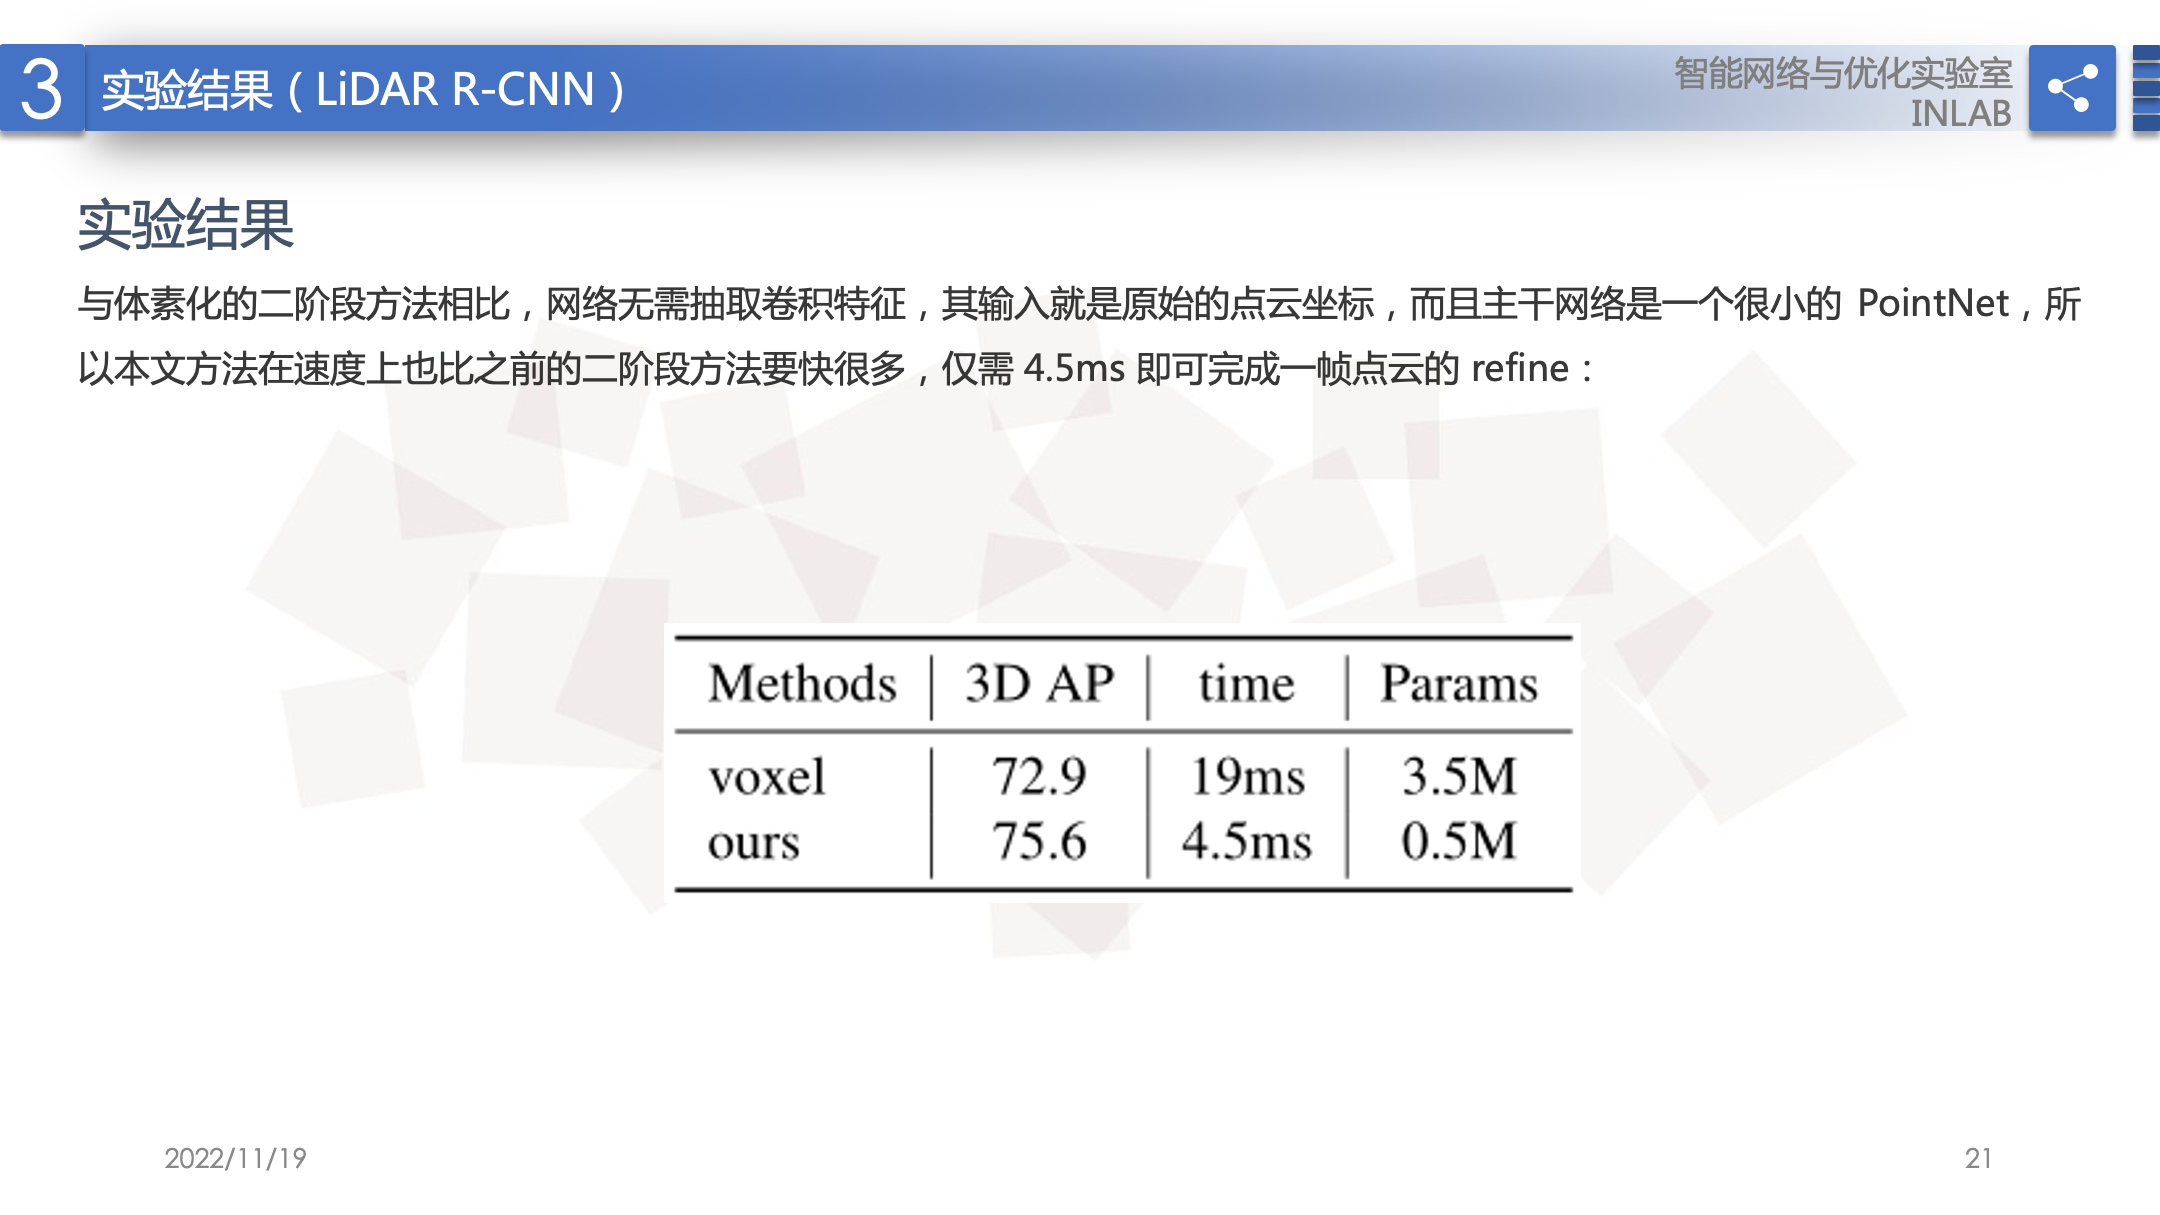 3
实验结果（LiDAR R-CNN）
智能网络与优化实验室
INLAB
实验结果
与体素化的二阶段方法相比，网络无需抽取卷积特征，其输入就是原始的点云坐标，而且主干网络是一个很小的 PointNet，所
以本文方法在速度上也比之前的二阶段方法要快很多，仅需 4.5ms 即可完成一帧点云的 refine：
Methods 3D AP time Params
voxel 72.9 19ms 3.5M
ours 75.6 4.5ms 0.5M
2022/11/19
21